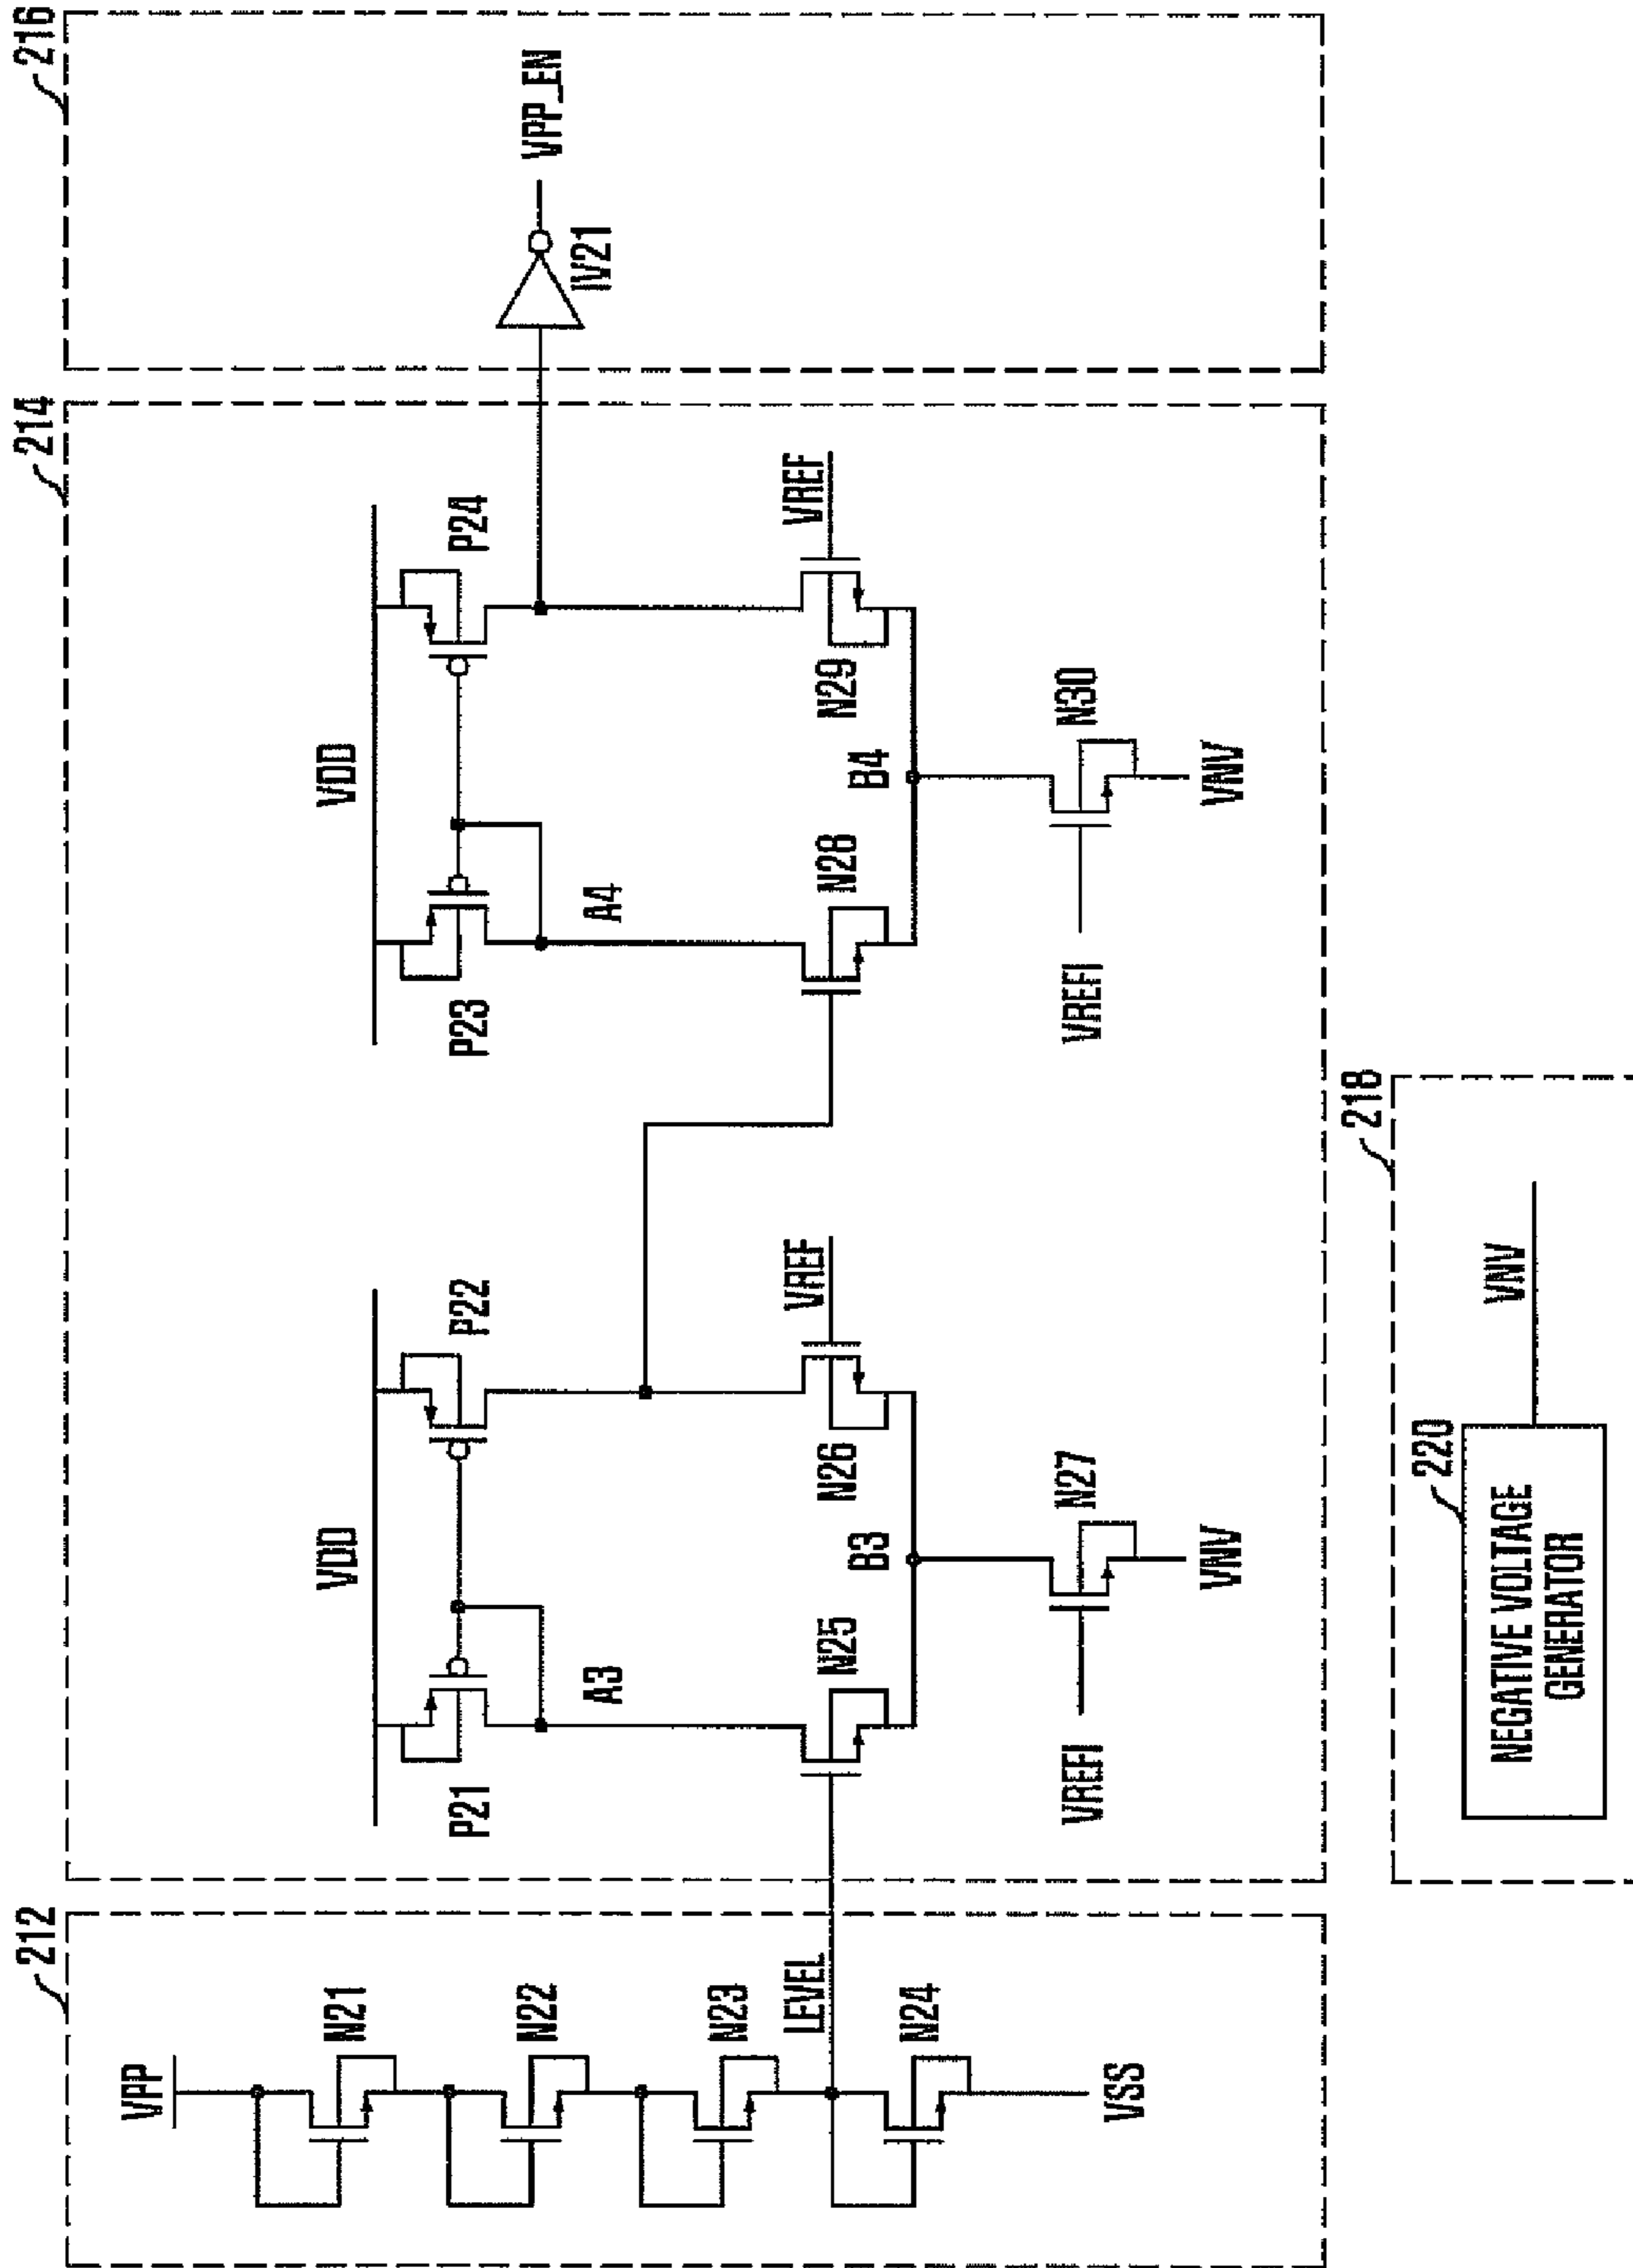 212
VPP
N21
N22
N23
LEVEL
N24
VSS
214
VDD
P21
P22
A3
N25
N26
VREF
B3
VREFI
N27
VNV
VDD
P23
P24
A4
N28
N29
VREF
B4
VREFI
N30
VNV
216
IV21
VPP_EN
218
220
NEGATIVE VOLTAGE
GENERATOR
VNV